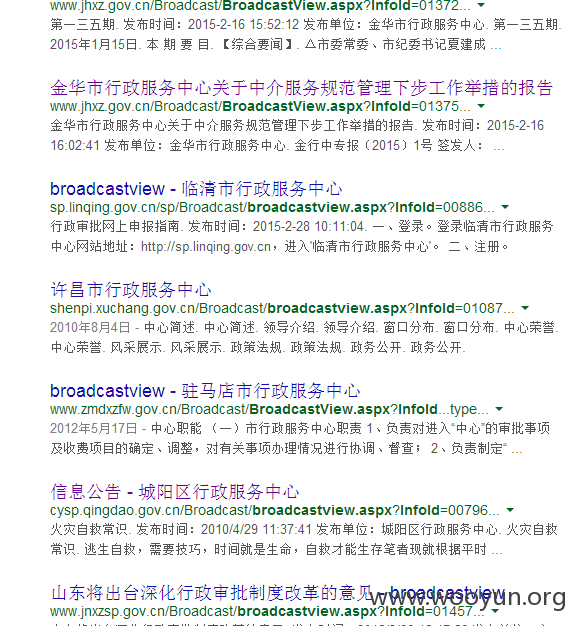 www.jhxz.gov.cn/Broadcast/BroadcastView.aspx?InfoId=01372...
第一三五期. 发布时间：2015-2-16 15:52:12 发布单位：金华市行政服务中心. 第一三五期.
2015年1月15日. 本 期 要 目. 【综合要闻】. △市委常委、市纪委书记夏建成 ...
金华市行政服务中心关于中介服务规范管理下步工作举措的报告
www.jhxz.gov.cn/Broadcast/BroadcastView.aspx?InfoId=01375...
金华市行政服务中心关于中介服务规范管理下步工作举措的报告. 发布时间：2015-2-16
16:02:41 发布单位：金华市行政服务中心. 金行中专报（2015）1号 签发人： ...
broadcastview - 临清市行政服务中心
sp.linqing.gov.cn/sp/Broadcast/broadcastview.aspx?InfoId=00886...
行政审批网上申报指南. 发布时间：2015-2-28 10:11:04. 一、登录。登录临清市行政服务
中心网站地址：http://sp.linqing.gov.cn，进入'临清市行政服务中心'。 二、注册。
许昌市行政服务中心
shenpi.xuchang.gov.cn/Broadcast/broadcastview.aspx?InfoId=01087...
2010年8月4日 - 中心简述. 中心简述. 领导介绍. 领导介绍. 窗口分布. 窗口分布. 中心荣誉.
中心荣誉. 风采展示. 风采展示. 政策法规. 政策法规. 政务公开. 政务公开.
broadcastview - 驻马店市行政服务中心
www.zmdxzfw.gov.cn/Broadcast/BroadcastView.aspx?InfoId...type...
2012年5月17日 - 中心职能 （一）市行政服务中心职责 1、负责对进入“中心”的审批事项
及收费项目的确定、调整，对有关事项办理情况进行协调、督查； 2、负责制定“ ...
信息公告 - 城阳区行政服务中心
cysp.qingdao.gov.cn/Broadcast/broadcastView.aspx?InfoId=00796...
火灾自救常识. 发布时间：2010/4/29 11:37:41 发布单位：城阳区行政服务中心. 火灾自救
常识. 逃生自救，需要技巧，时间就是生命，自救才能生存笔者现就根据平时 ...
山东将出台深化行政审批制度改革的意见 - broadcastview
www.wooyun.org
www.jnxzsp.gov.cn/Broadcast/broadcastView.aspx?InfoId=01457...